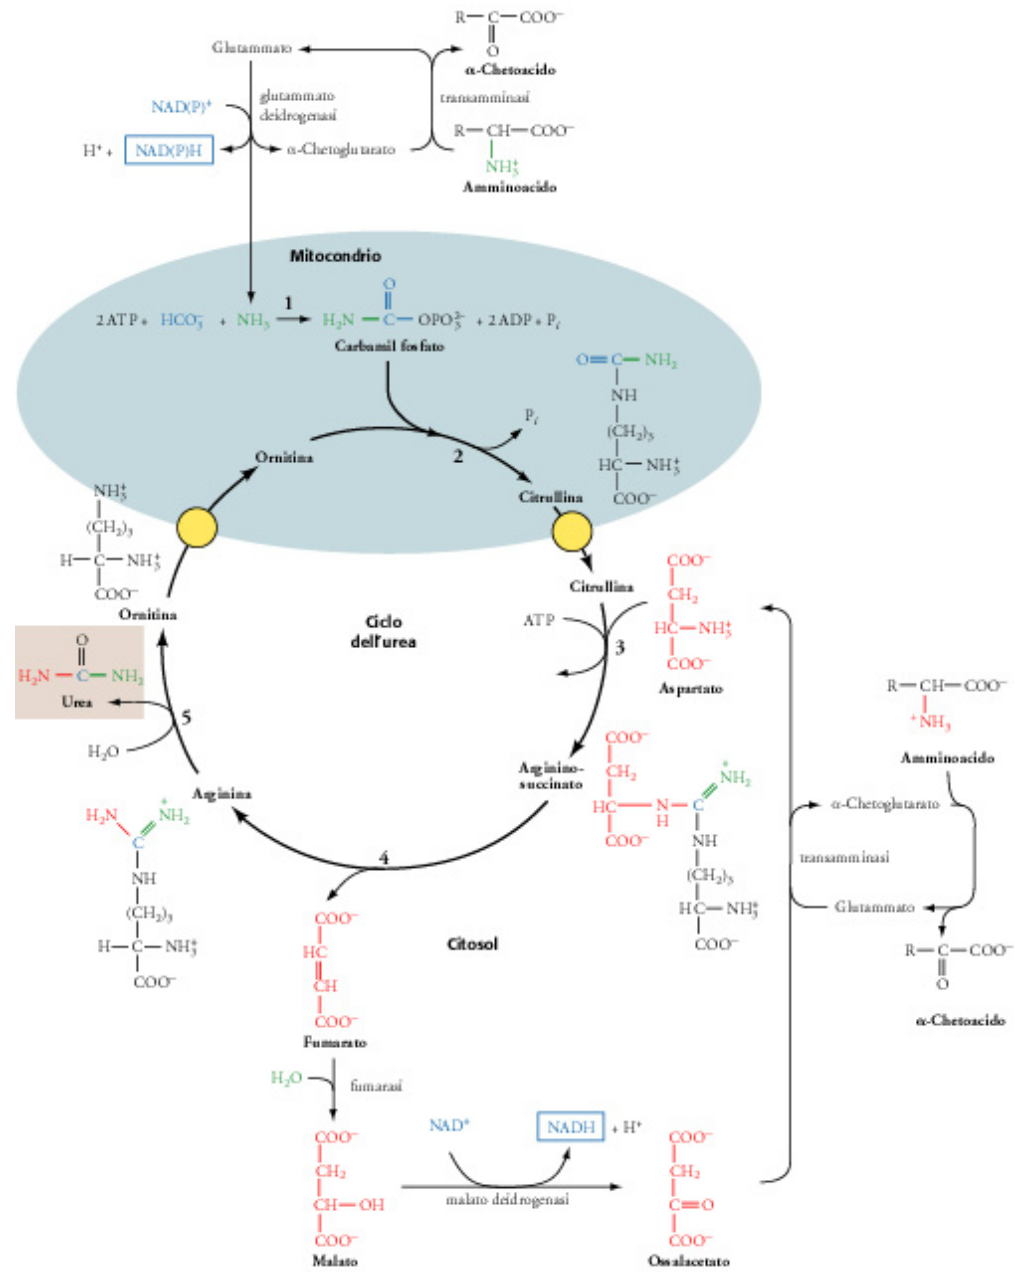 R—C—COO⁻
O
α-Chetoacido
Glutammato
glutammato
deidrogenasi
transamminasi
NAD(P)⁺
H⁺ + NAD(P)H
α-Chetoglutarato
R—CH—COO⁻
NH₃⁺
Amminoacido
Mitocondrio
O
1
2 ATP + HCO₃⁻ + NH₃ H₂N—C—OPO₃²⁻ + 2 ADP + Pᵢ
Carbamil fosfato
O=C—NH₂
NH
(CH₂)₃
HC—NH₃⁺
COO⁻
Pᵢ
2
Ornitina
Citrullina
NH₃⁺
(CH₂)₃
H—C—NH₃⁺
COO⁻
Ornitina
Citrullina
Ciclo
dell'urea
ATP
3
COO⁻
CH₂
HC—NH₃⁺
COO⁻
Aspartato
O
H₂N—C—NH₂
Urea
5
H₂O
R—CH—COO⁻
⁺NH₃
Amminoacido
Arginino-
succinato
COO⁻
CH₂
HC—N—C
H
COO⁻
⁺
NH₂
NH
(CH₂)₃
HC—NH₃⁺
COO⁻
Arginina
H₂N
⁺
NH₂
C
NH
(CH₂)₃
H—C—NH₃⁺
COO⁻
4
α-Chetoglutarato
transamminasi
Glutammato
R—C—COO⁻
O
α-Chetoacido
Citosol
COO⁻
HC
CH
COO⁻
Fumarato
H₂O
fumarasi
COO⁻
CH₂
CH—OH
COO⁻
Malato
NAD⁺
NADH + H⁺
malato deidrogenasi
COO⁻
CH₂
C=O
COO⁻
Ossalacetato